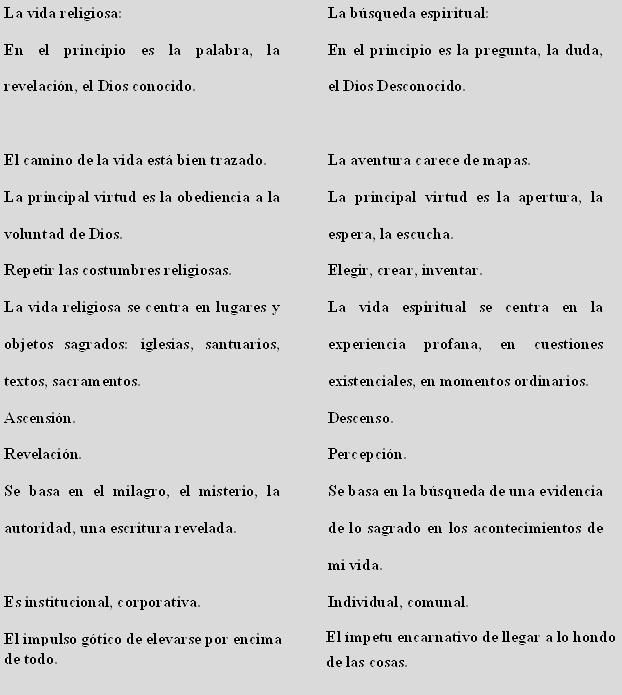 La vida religiosa:
En el principio es la palabra, la
revelación, el Dios conocido.
El camino de la vida está bien trazado.
La principal virtud es la obediencia a la
voluntad de Dios.
Repetir las costumbres religiosas.
La vida religiosa se centra en lugares y
objetos sagrados: iglesias, santuarios,
textos, sacramentos.
Ascensión.
Revelación.
Se basa en el milagro, el misterio, la
autoridad, una escritura revelada.
Es institucional, corporativa.
El impulso gótico de elevarse por encima
de todo.
La búsqueda espiritual:
En el principio es la pregunta, la duda,
el Dios Desconocido.
La aventura carece de mapas.
La principal virtud es la apertura, la
espera, la escucha.
Elegir, crear, inventar.
La vida espiritual se centra en la
experiencia profana, en cuestiones
existenciales, en momentos ordinarios.
Descenso.
Percepción.
Se basa en la búsqueda de una evidencia
de lo sagrado en los acontecimientos de
mi vida.
Individual, comunal.
El ímpetu encarnativo de llegar a lo hondo
de las cosas.